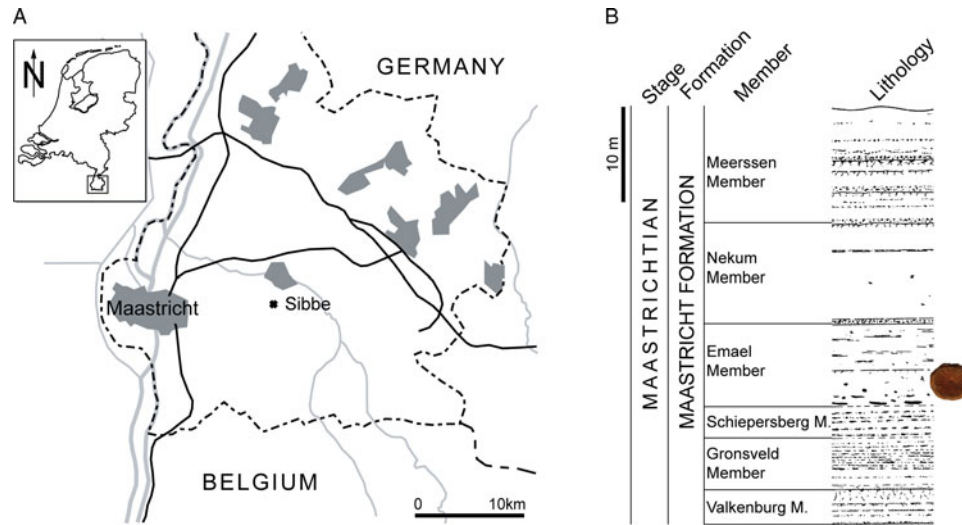 A
N
GERMANY
Maastricht
Sibbe
BELGIUM
0 10km
B
Stage
Formation
Member
Lithology
10 m
MAASTRICHTIAN
MAASTRICHT FORMATION
Meerssen
Member
Nekum
Member
Emael
Member
Schiepersberg M.
Gronsveld
Member
Valkenburg M.